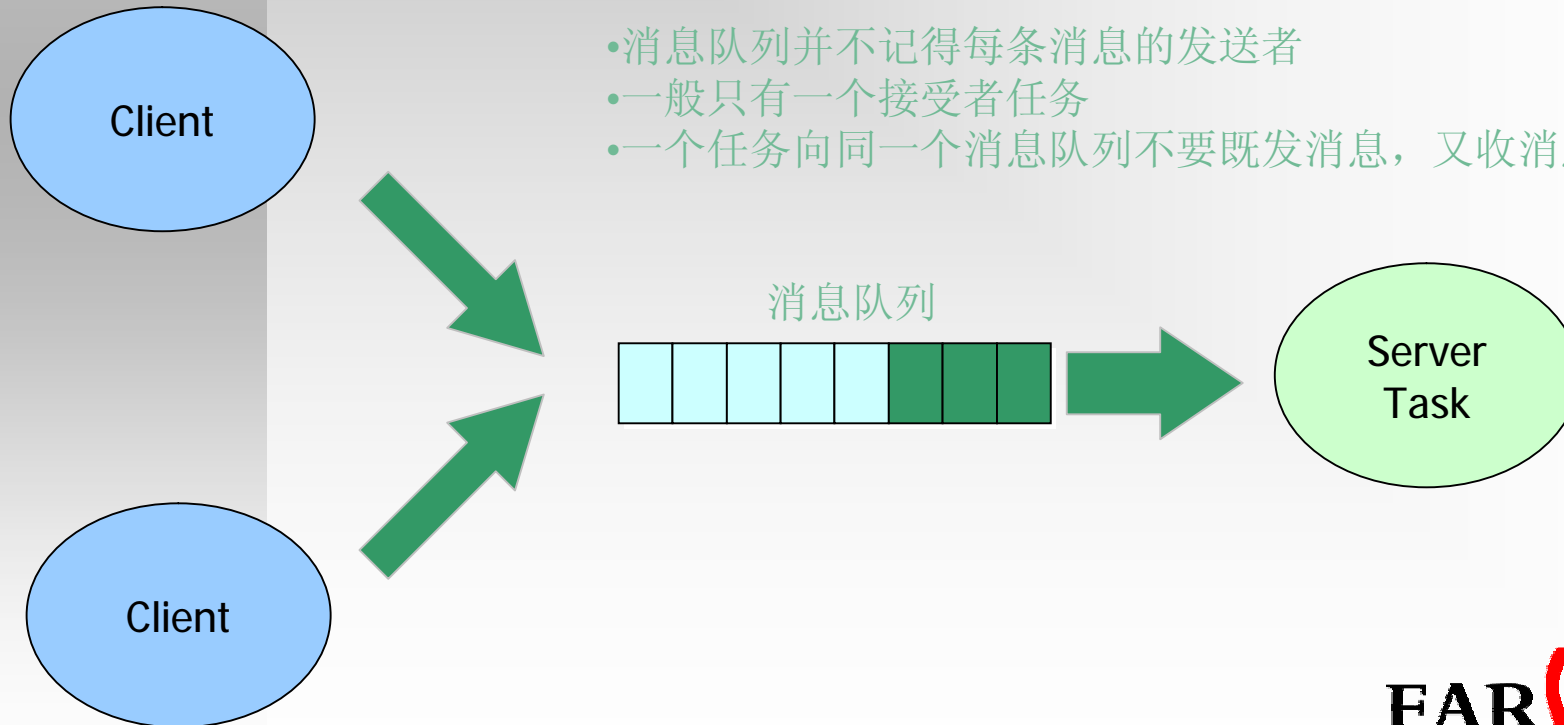 Client
•消息队列并不记得每条消息的发送者
•一般只有一个接受者任务
•一个任务向同一个消息队列不要既发消息，又收消
消息队列
Server
Task
Client
FAR